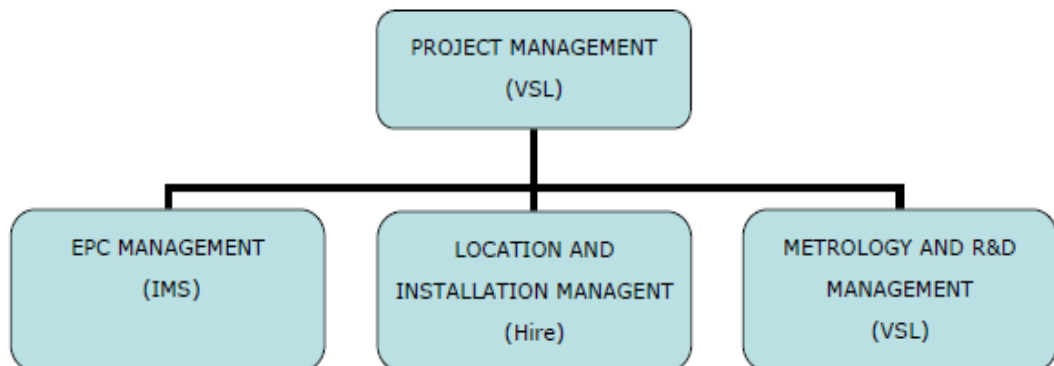 PROJECT MANAGEMENT
(VSL)
EPC MANAGEMENT
(IMS)
LOCATION AND
INSTALLATION MANAGENT
(Hire)
METROLOGY AND R&D
MANAGEMENT
(VSL)